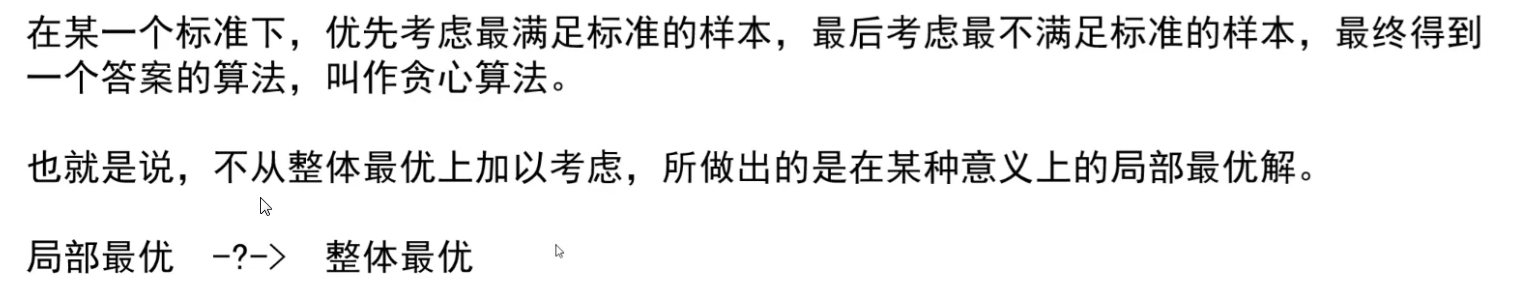 在某一个标准下，优先考虑最满足标准的样本，最后考虑最不满足标准的样本，最终得到
一个答案的算法，叫作贪心算法。
也就是说，不从整体最优上加以考虑，所做出的是在某种意义上的局部最优解。
局部最优 -?-> 整体最优